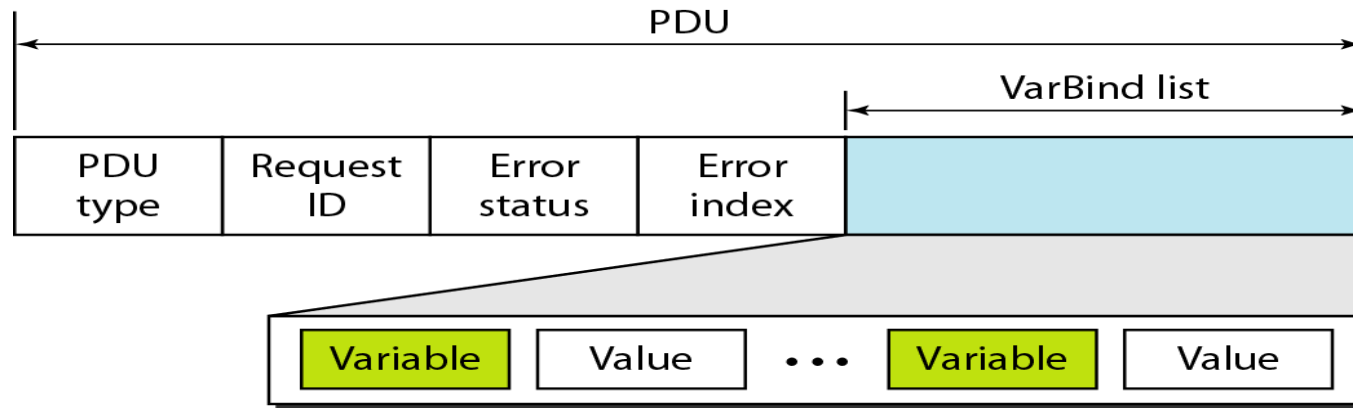 PDU
VarBind list
PDU
type
Request
ID
Error
status
Error
index
Variable
Value
• • •
Variable
Value